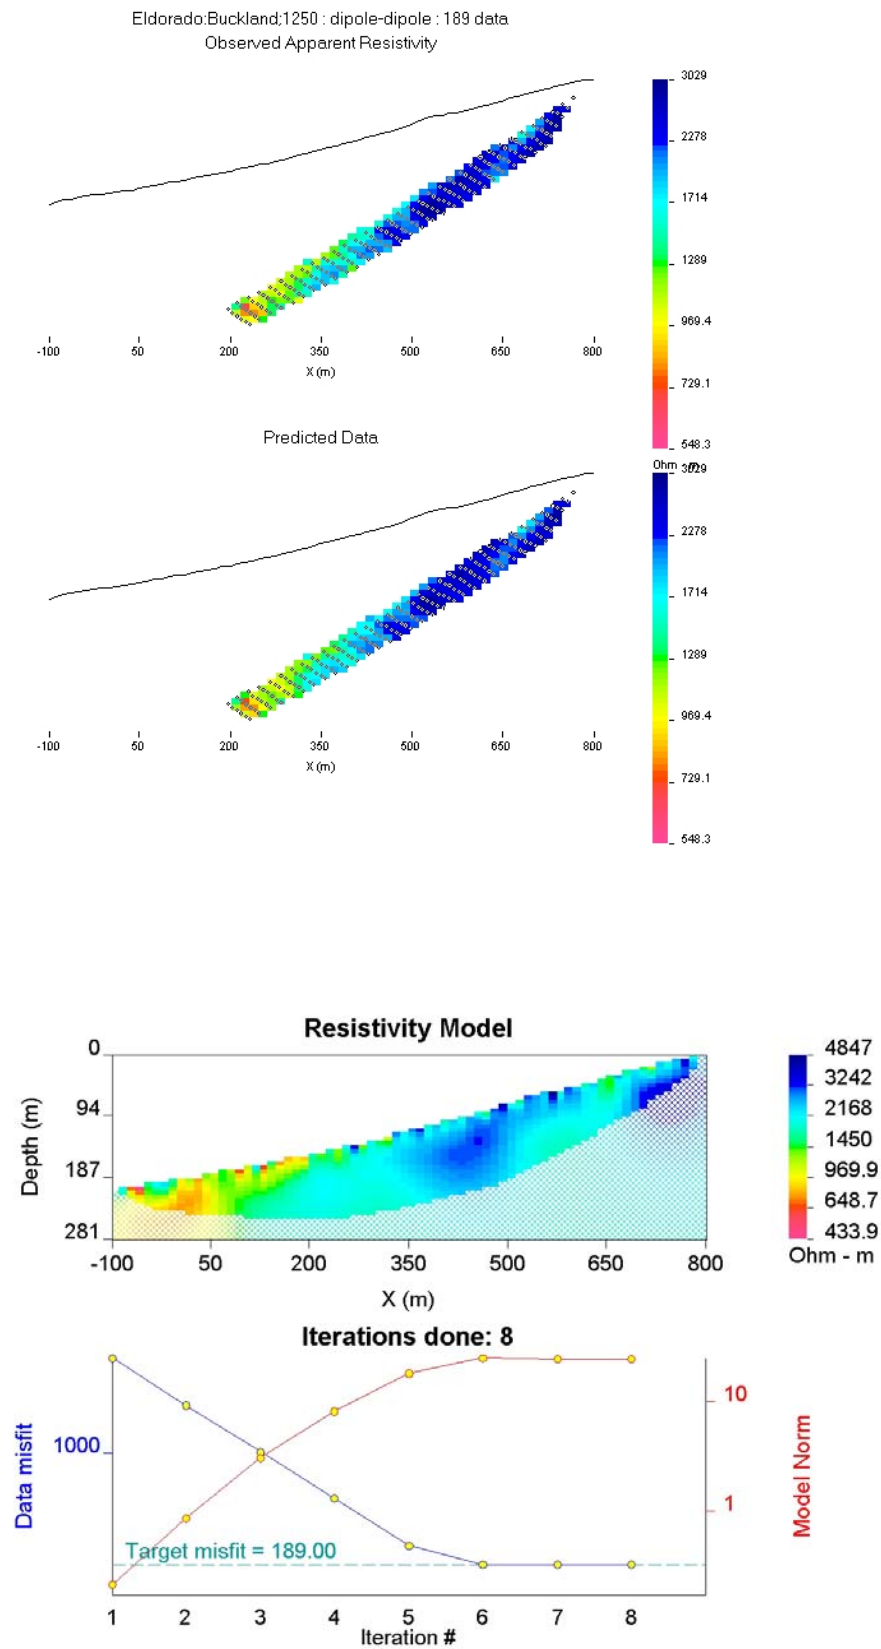 Eldorado:Buckland;1250 : dipole-dipole : 189 data
Observed Apparent Resistivity
3029
2278
1714
1289
969.4
729.1
548.3
-100 50 200 350 500 650 800
X (m)
Ohm - m
Predicted Data
3029
2278
1714
1289
969.4
729.1
548.3
-100 50 200 350 500 650 800
X (m)
Resistivity Model
0
94
187
281
Depth (m)
-100 50 200 350 500 650 800
X (m)
4847
3242
2168
1450
969.9
648.7
433.9
Ohm - m
Iterations done: 8
Data misfit
1000
Target misfit = 189.00
10
1
Model Norm
1 2 3 4 5 6 7 8
Iteration #